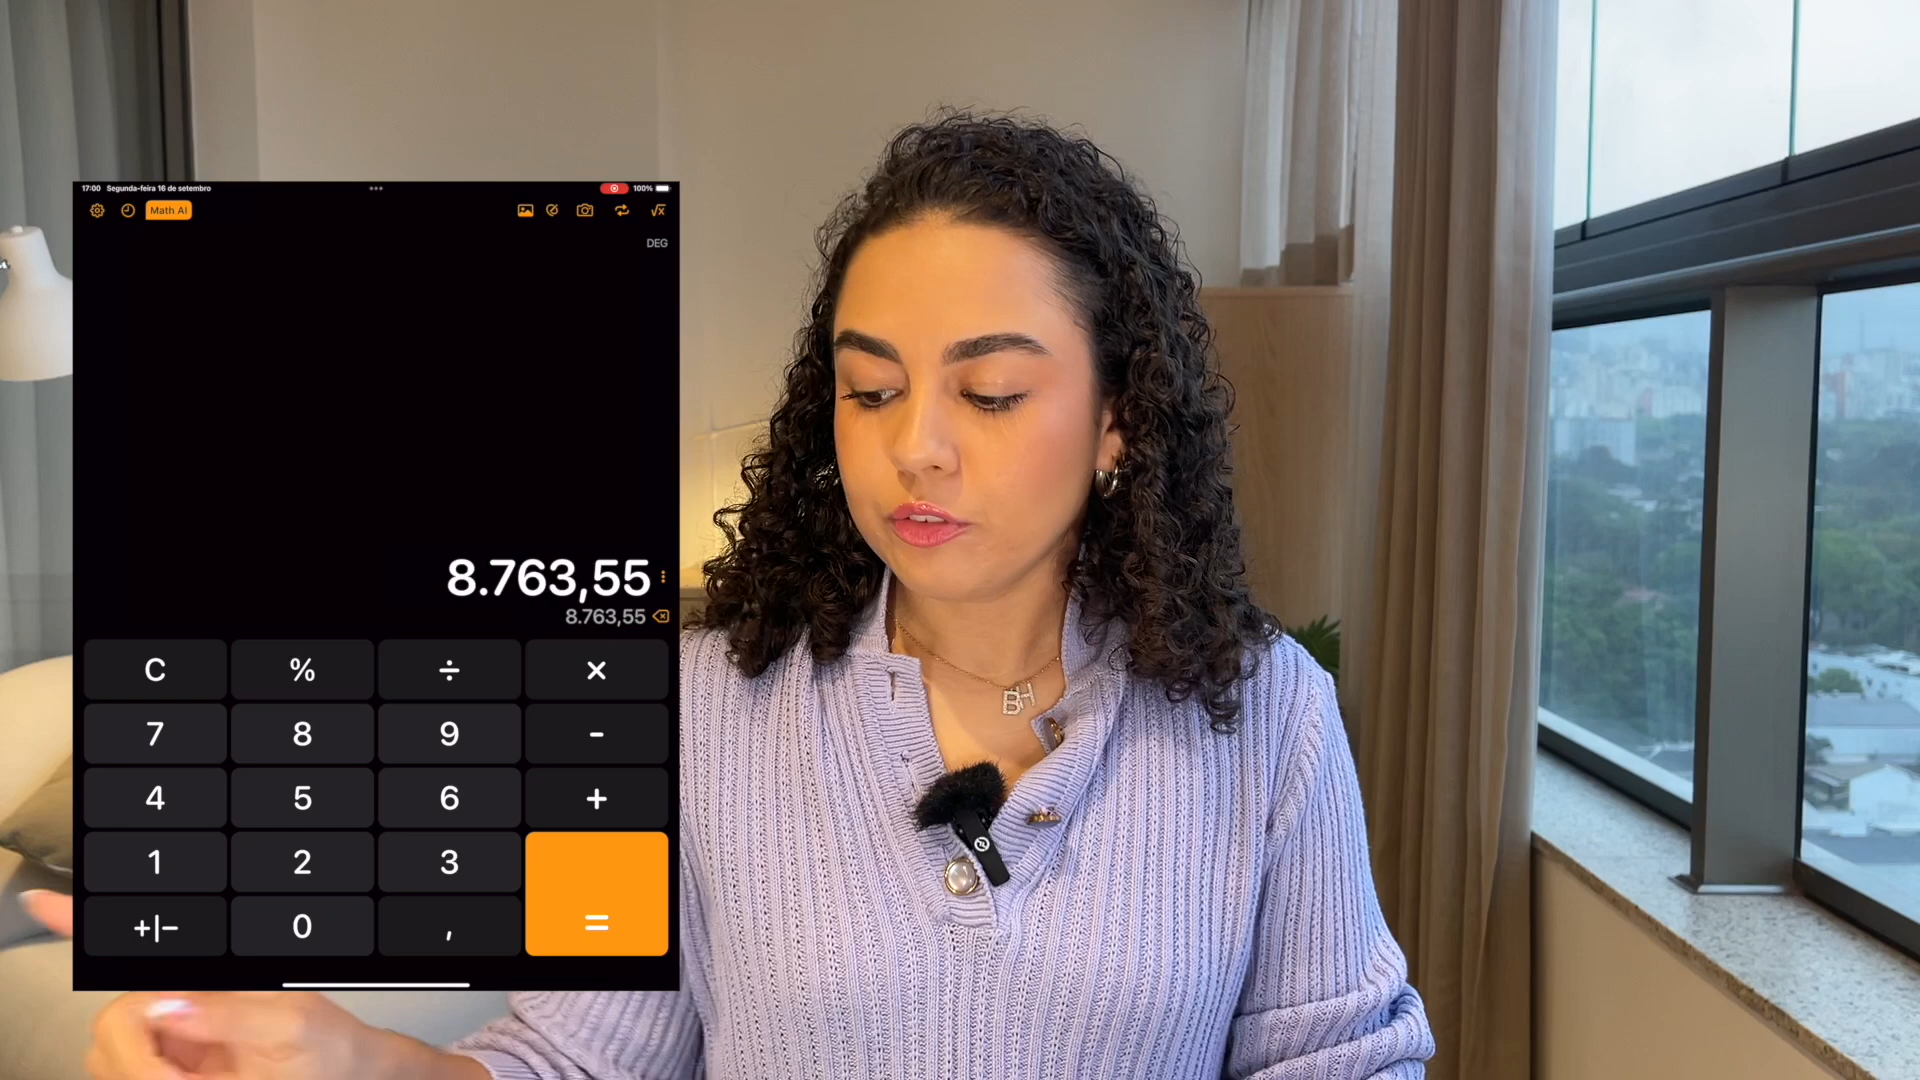 17:00 Segunda-feira 16 de setembro
100%
Math AI
√x
DEG
8.763,55
8.763,55
C % ÷ ×
7 8 9 -
4 5 6 +
1 2 3
+|− 0 , =
BH